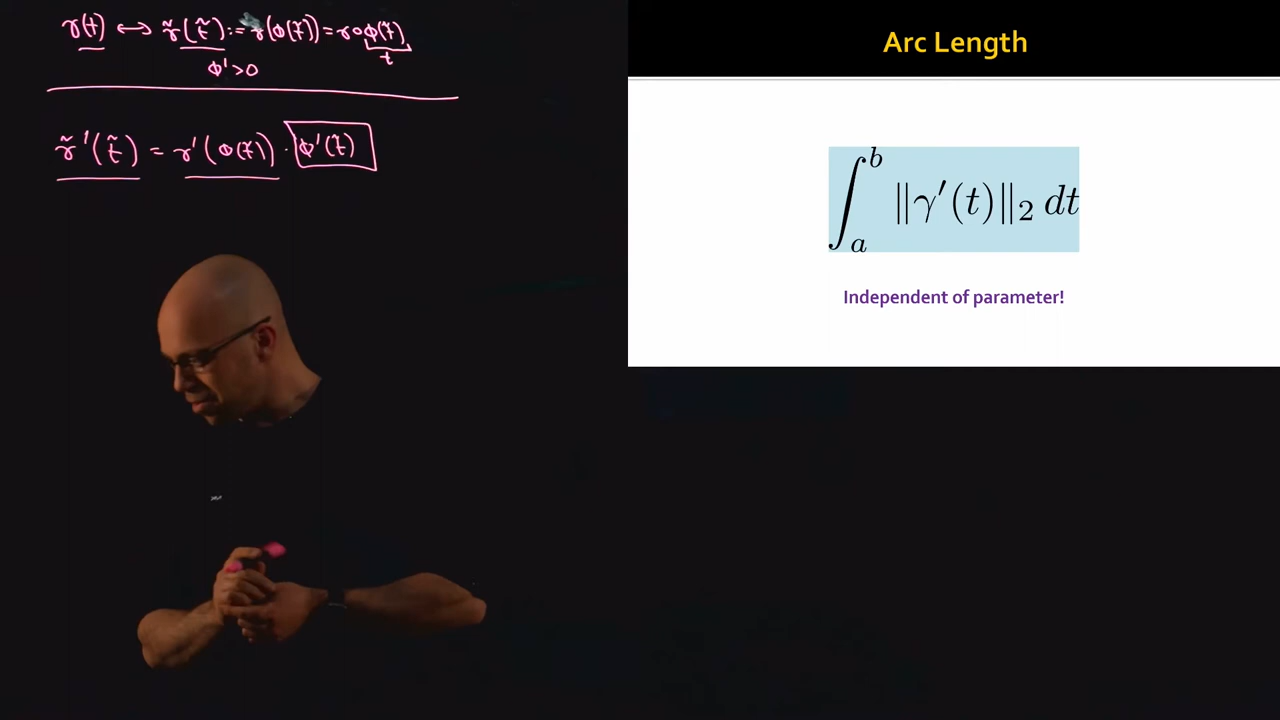 γ(t) ↔ γ̃(t̃) := γ(φ(t̃)) = γ∘φ(t̃)
t
φ' > 0
γ̃'(t̃) = γ'(φ(t̃)) · φ'(t̃)
Arc Length
∫_a^b ‖γ′(t)‖₂ dt
Independent of parameter!